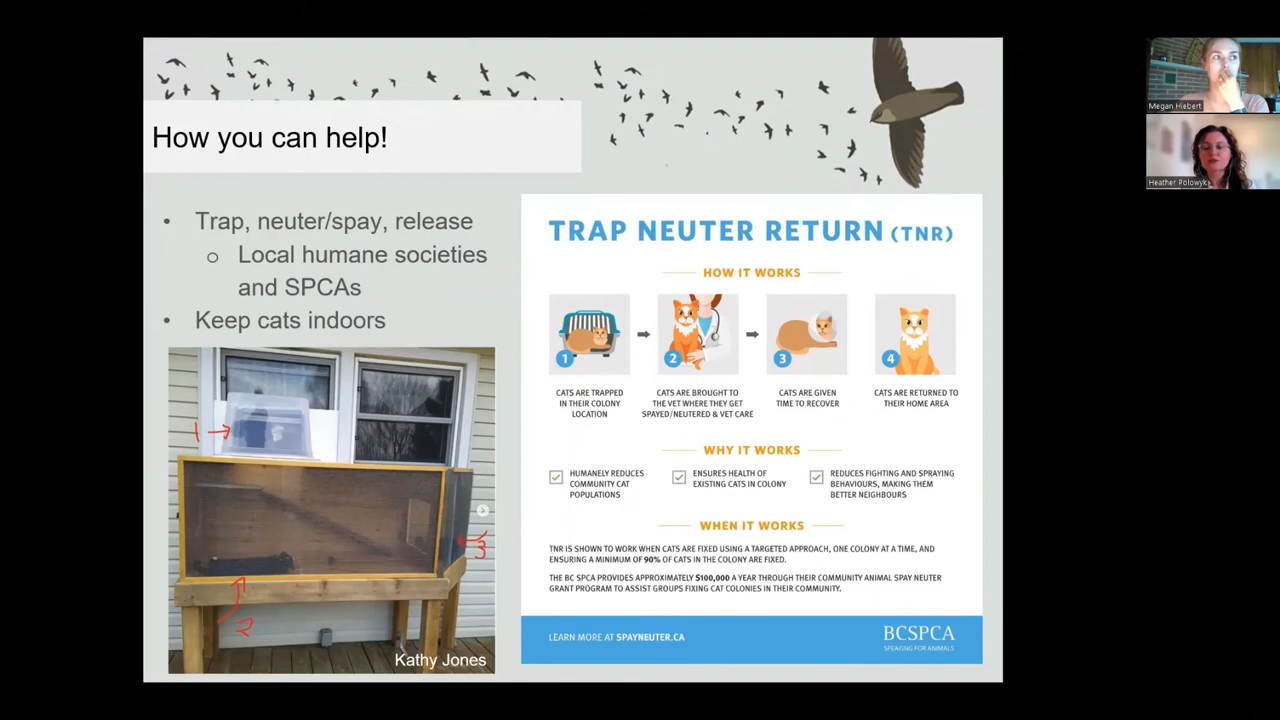 How you can help!
• Trap, neuter/spay, release
o Local humane societies
and SPCAs
• Keep cats indoors
1
2
3
Kathy Jones
TRAP NEUTER RETURN (TNR)
HOW IT WORKS
1
2
3
4
CATS ARE TRAPPED
IN THEIR COLONY
LOCATION
CATS ARE BROUGHT TO
THE VET WHERE THEY GET
SPAYED/NEUTERED & VET CARE
CATS ARE GIVEN
TIME TO RECOVER
CATS ARE RETURNED TO
THEIR HOME AREA
WHY IT WORKS
HUMANELY REDUCES
COMMUNITY CAT
POPULATIONS
ENSURES HEALTH OF
EXISTING CATS IN COLONY
REDUCES FIGHTING AND SPRAYING
BEHAVIOURS, MAKING THEM
BETTER NEIGHBOURS
WHEN IT WORKS
TNR IS SHOWN TO WORK WHEN CATS ARE FIXED USING A TARGETED APPROACH, ONE COLONY AT A TIME, AND
ENSURING A MINIMUM OF 90% OF CATS IN THE COLONY ARE FIXED.
THE BC SPCA PROVIDES APPROXIMATELY $100,000 A YEAR THROUGH THEIR COMMUNITY ANIMAL SPAY NEUTER
GRANT PROGRAM TO ASSIST GROUPS FIXING CAT COLONIES IN THEIR COMMUNITY.
LEARN MORE AT SPAYNEUTER.CA
BCSPCA
SPEAKING FOR ANIMALS
Megan Hiebert
Heather Polowyk